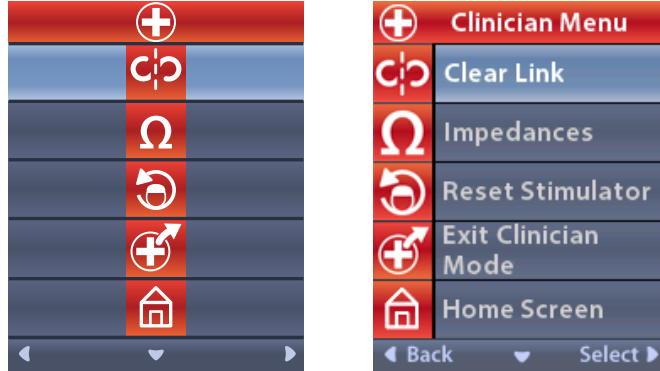 Clinician Menu
Clear Link
Ω
Impedances
Reset Stimulator
Exit Clinician
Mode
Home Screen
Back Select